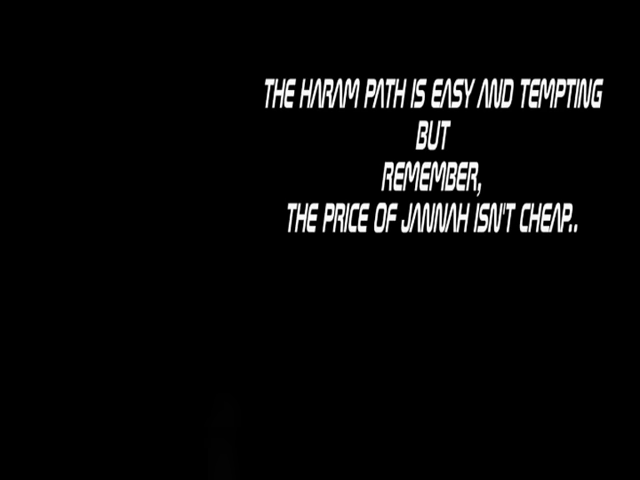 THE HARAM PATH IS EASY AND TEMPTING
BUT
REMEMBER,
THE PRICE OF JANNAH ISN'T CHEAP..